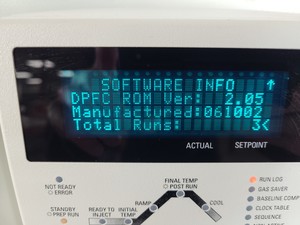 SOFTWARE INFO ↑
DPFC ROM Ver: 2.05
Manufactured:061002
Total Runs: 3<
ACTUAL SETPOINT
NOT READY
ERROR
STANDBY
PREP RUN
READY TO
INJECT
INITIAL
TEMP
RAMP
FINAL TEMP
POST RUN
COOL
RUN LOG
GAS SAVER
BASELINE COMP
CLOCK TABLE
SEQUENCE